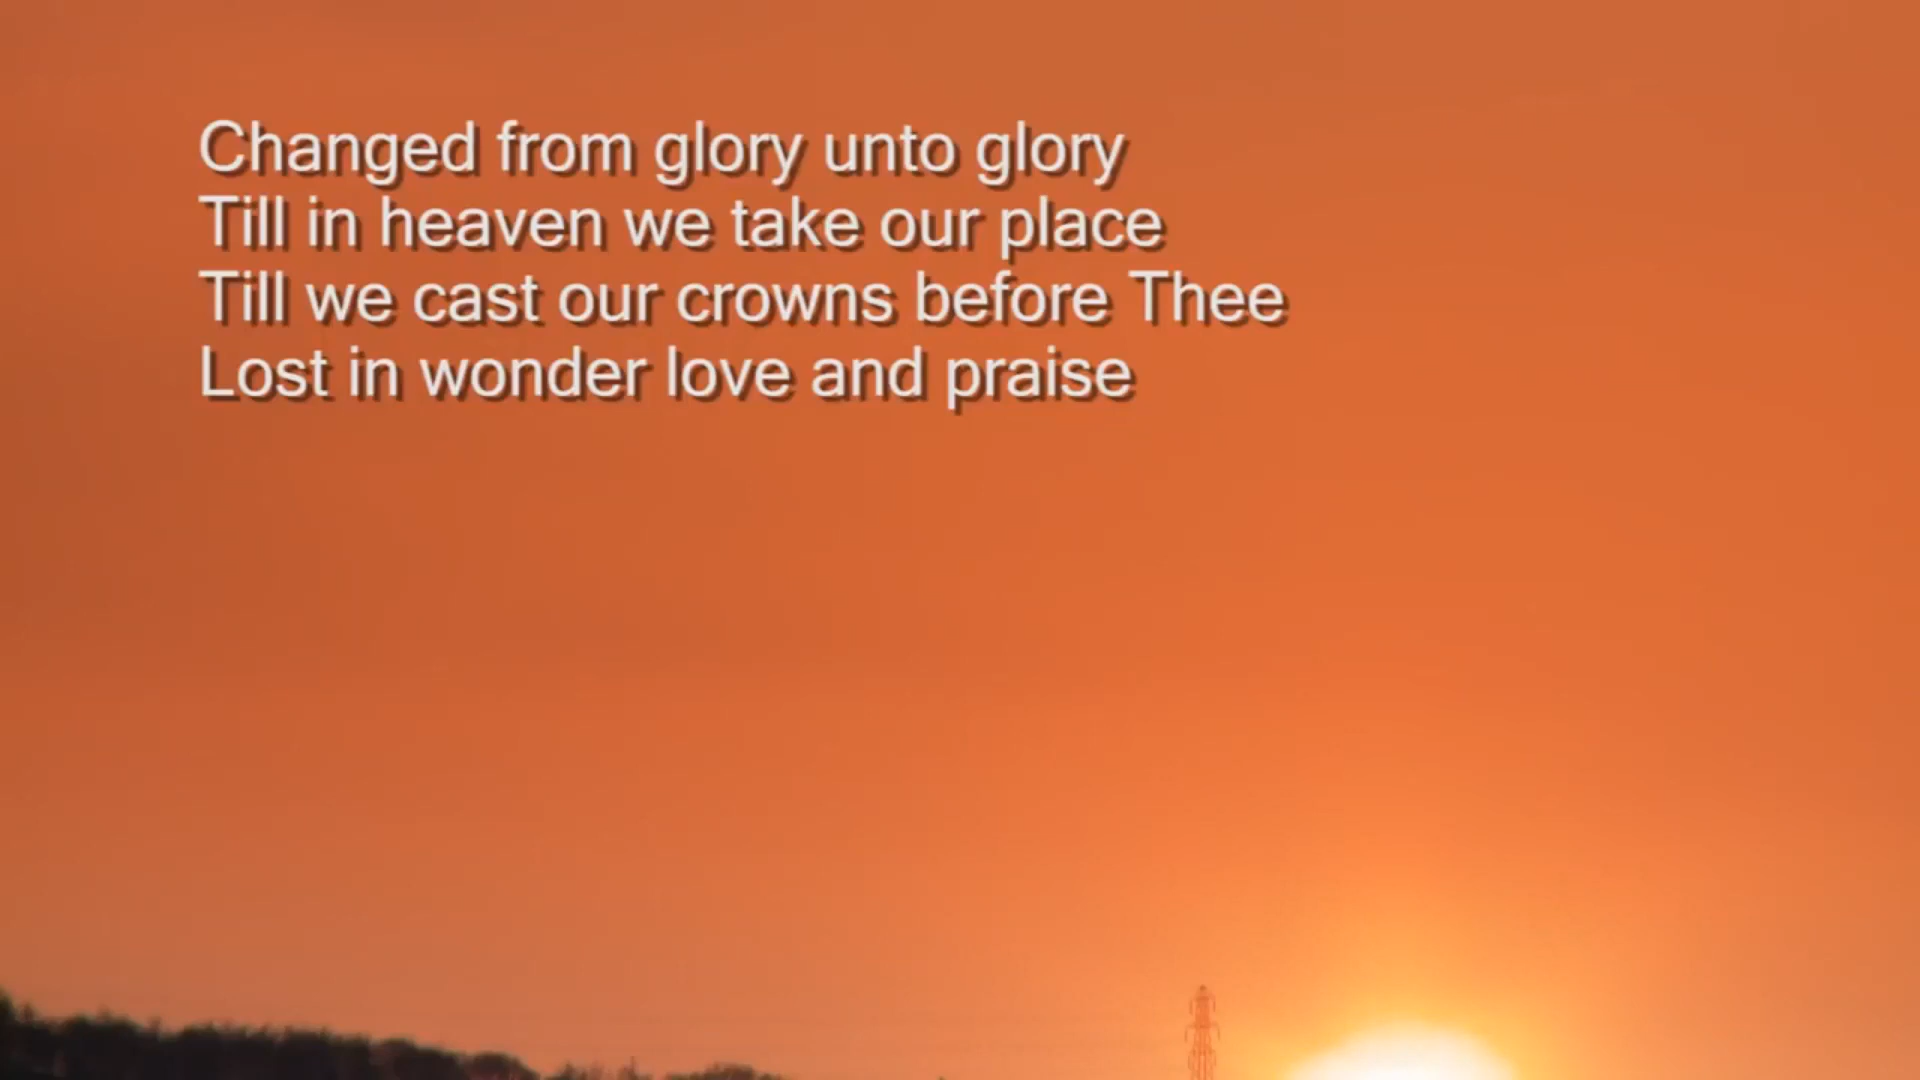 Changed from glory unto glory
Till in heaven we take our place
Till we cast our crowns before Thee
Lost in wonder love and praise